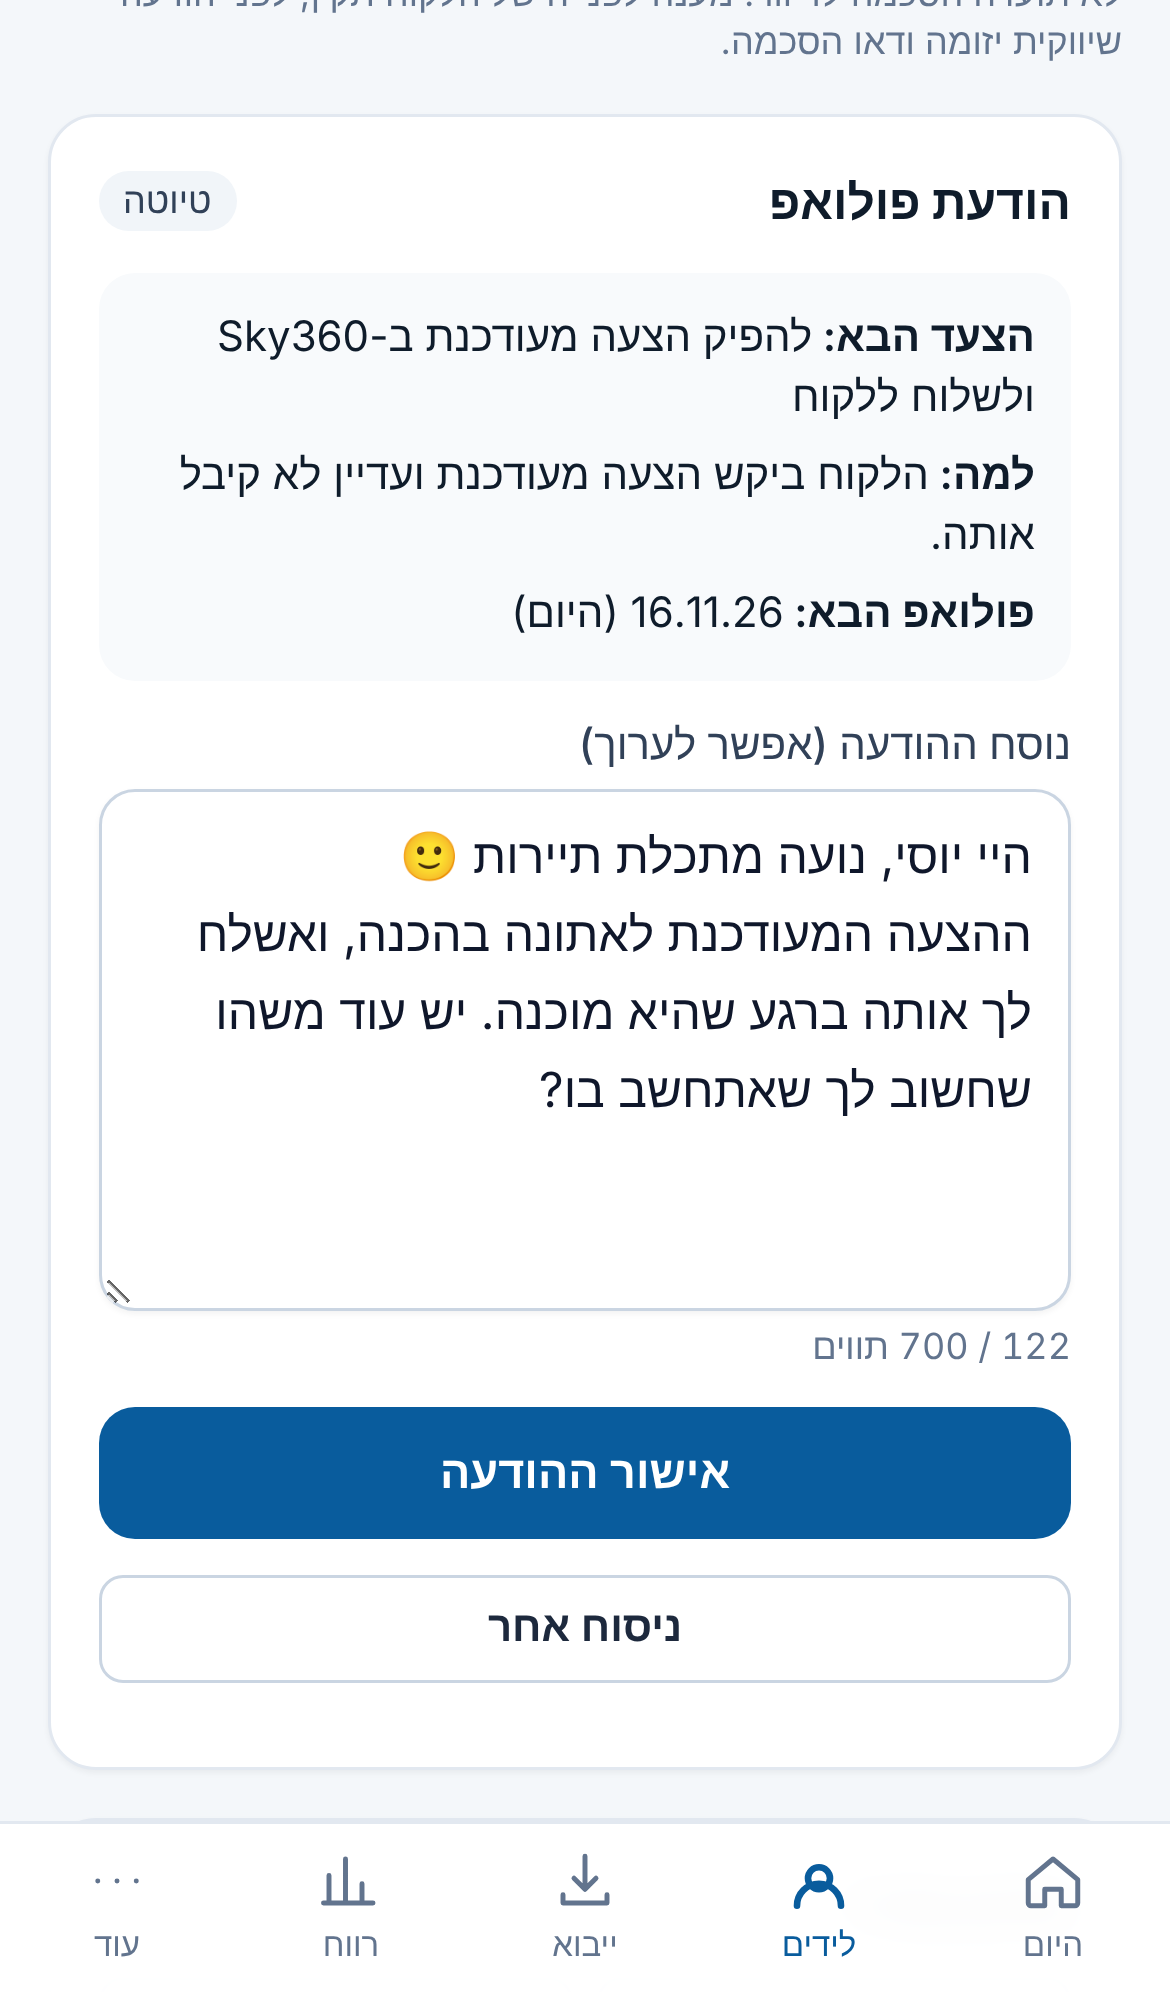 שיווקית יזומה ודאו הסכמה.
הודעת פולואפ
טיוטה
הצעד הבא: להפיק הצעה מעודכנת ב-Sky360
ולשלוח ללקוח
למה: הלקוח ביקש הצעה מעודכנת ועדיין לא קיבל
אותה.
פולואפ הבא: 16.11.26 (היום)
נוסח ההודעה (אפשר לערוך)
היי יוסי, נועה מתכלת תיירות 🙂
ההצעה המעודכנת לאתונה בהכנה, ואשלח
לך אותה ברגע שהיא מוכנה. יש עוד משהו
שחשוב לך שאתחשב בו?
122 / 700 תווים
אישור ההודעה
ניסוח אחר
היום
לידים
ייבוא
רווח
עוד